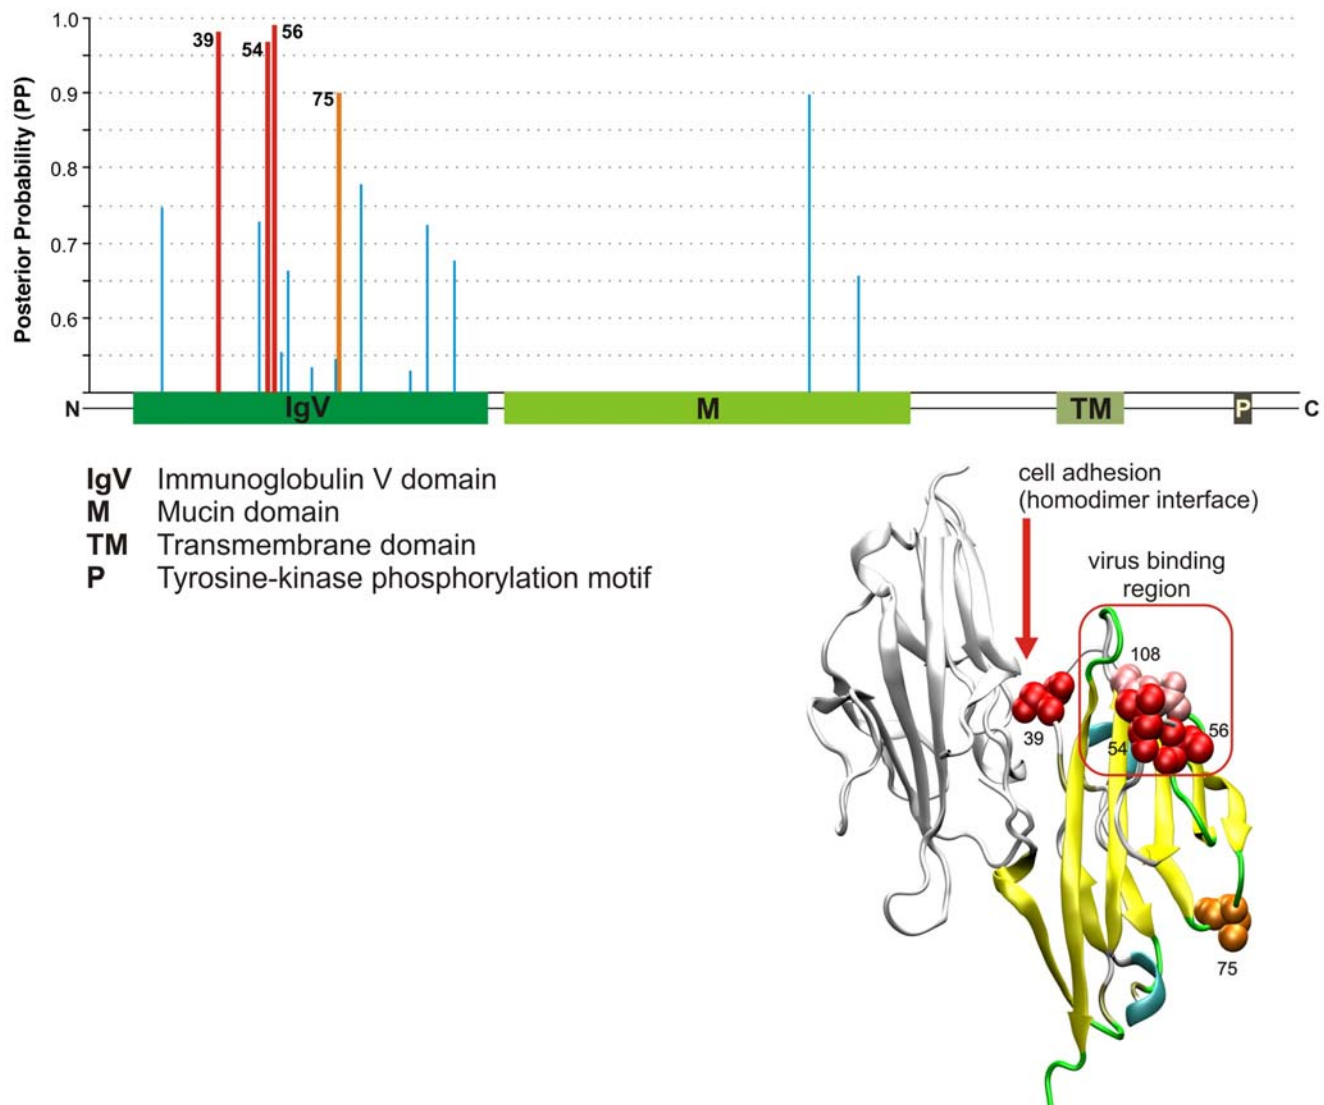 Posterior Probability (PP)
1.0
0.9
0.8
0.7
0.6
39
54
56
75
N
IgV
M
TM
P
C
IgV Immunoglobulin V domain
M Mucin domain
TM Transmembrane domain
P Tyrosine-kinase phosphorylation motif
cell adhesion
(homodimer interface)
virus binding
region
108
39
54
56
75